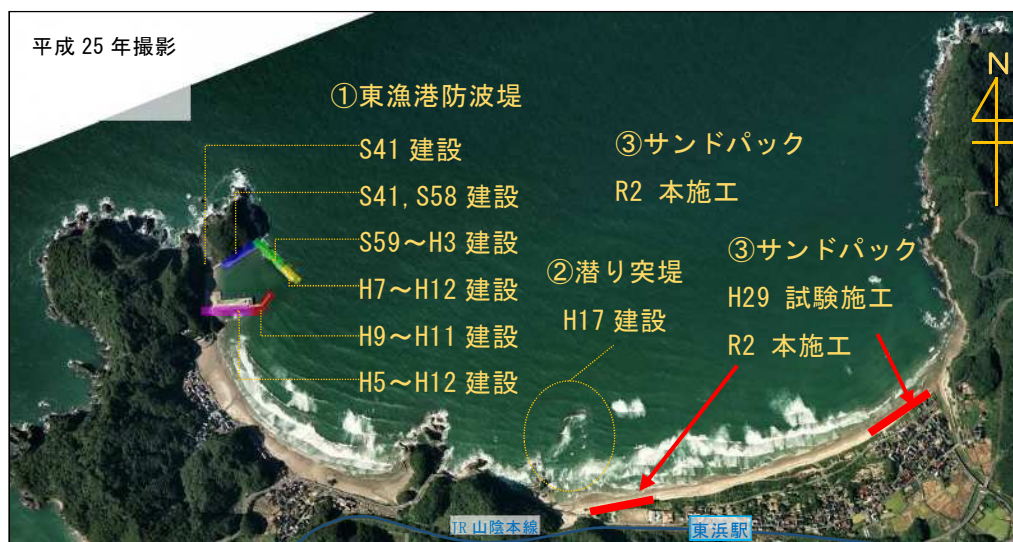 平成 25 年撮影
①東漁港防波堤
S41 建設
S41, S58 建設
S59～H3 建設
H7～H12 建設
H9～H11 建設
H5～H12 建設
②潜り突堤
H17 建設
③サンドパック
R2 本施工
③サンドパック
H29 試験施工
R2 本施工
N
JR 山陰本線
東浜駅